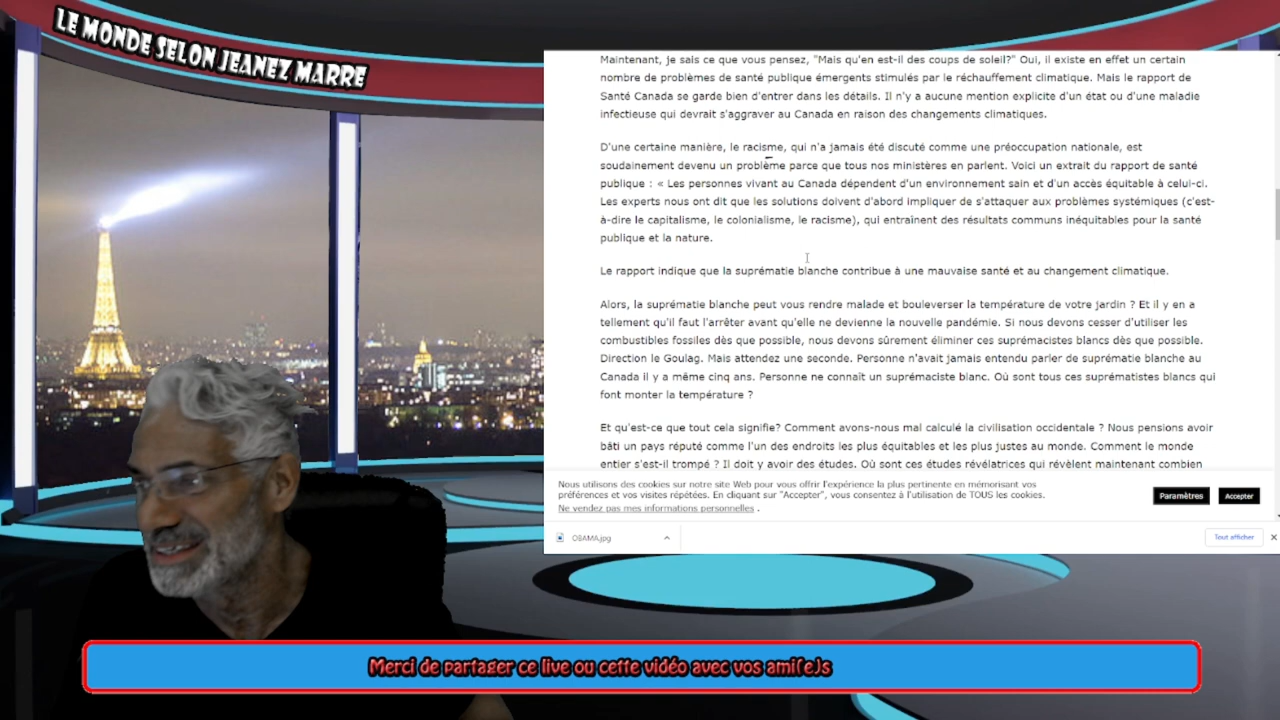 LE MONDE SELON JEANEZ MARRE
Maintenant, je sais ce que vous pensez, "Mais qu'en est-il des coups de soleil?" Oui, il existe en effet un certain
nombre de problèmes de santé publique émergents stimulés par le réchauffement climatique. Mais le rapport de
Santé Canada se garde bien d'entrer dans les détails. Il n'y a aucune mention explicite d'un état ou d'une maladie
infectieuse qui devrait s'aggraver au Canada en raison des changements climatiques.
D'une certaine manière, le racisme, qui n'a jamais été discuté comme une préoccupation nationale, est
soudainement devenu un problème parce que tous nos ministères en parlent. Voici un extrait du rapport de santé
publique : « Les personnes vivant au Canada dépendent d'un environnement sain et d'un accès équitable à celui-ci.
Les experts nous ont dit que les solutions doivent d'abord impliquer de s'attaquer aux problèmes systémiques (c'est-
à-dire le capitalisme, le colonialisme, le racisme), qui entraînent des résultats communs inéquitables pour la santé
publique et la nature.
Le rapport indique que la suprématie blanche contribue à une mauvaise santé et au changement climatique.
Alors, la suprématie blanche peut vous rendre malade et bouleverser la température de votre jardin ? Et il y en a
tellement qu'il faut l'arrêter avant qu'elle ne devienne la nouvelle pandémie. Si nous devons cesser d'utiliser les
combustibles fossiles dès que possible, nous devons sûrement éliminer ces suprémacistes blancs dès que possible.
Direction le Goulag. Mais attendez une seconde. Personne n'avait jamais entendu parler de suprématie blanche au
Canada il y a même cinq ans. Personne ne connaît un suprémaciste blanc. Où sont tous ces suprématistes blancs qui
font monter la température ?
Et qu'est-ce que tout cela signifie? Comment avons-nous mal calculé la civilisation occidentale ? Nous pensions avoir
bâti un pays réputé comme l'un des endroits les plus équitables et les plus justes au monde. Comment le monde
entier s'est-il trompé ? Il doit y avoir des études. Où sont ces études révélatrices qui révèlent maintenant combien
Nous utilisons des cookies sur notre site Web pour vous offrir l'expérience la plus pertinente en mémorisant vos
préférences et vos visites répétées. En cliquant sur "Accepter", vous consentez à l'utilisation de TOUS les cookies.
Ne vendez pas mes informations personnelles .
Paramètres
Accepter
OBAMA.jpg
Tout afficher
Merci de partager ce live ou cette vidéo avec vos ami(e)s